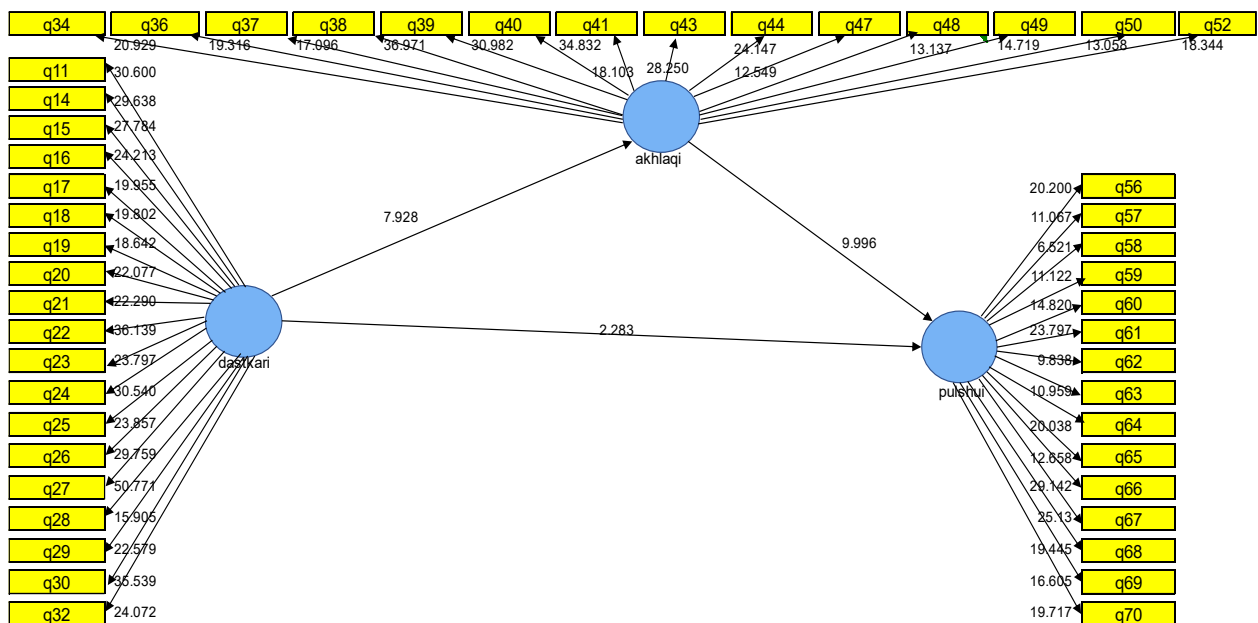 q34 q36 q37 q38 q39 q40 q41 q43 q44 q47 q48 q49 q50 q52
20.929 19.316 17.096 36.971 30.982 34.832 18.103 28.250 24.147 12.549 13.137 14.719 13.058 18.344
akhlaqi
q11 30.600
q14 29.638
q15 27.784
q16 24.213
q17 19.955
q18 19.802
q19 18.642
q20 22.077
q21 22.290
q22 36.139
q23 23.797
q24 30.540
q25 23.857
q26 29.759
q27 50.771
q28 15.905
q29 22.579
q30 35.539
q32 24.072
dastkari
7.928
9.996
2.283
pulshui
20.200 q56
11.067 q57
6.521 q58
11.122 q59
14.820 q60
23.797 q61
9.838 q62
10.959 q63
20.038 q64
12.658 q65
29.142 q66
25.13 q67
19.445 q68
16.605 q69
19.717 q70